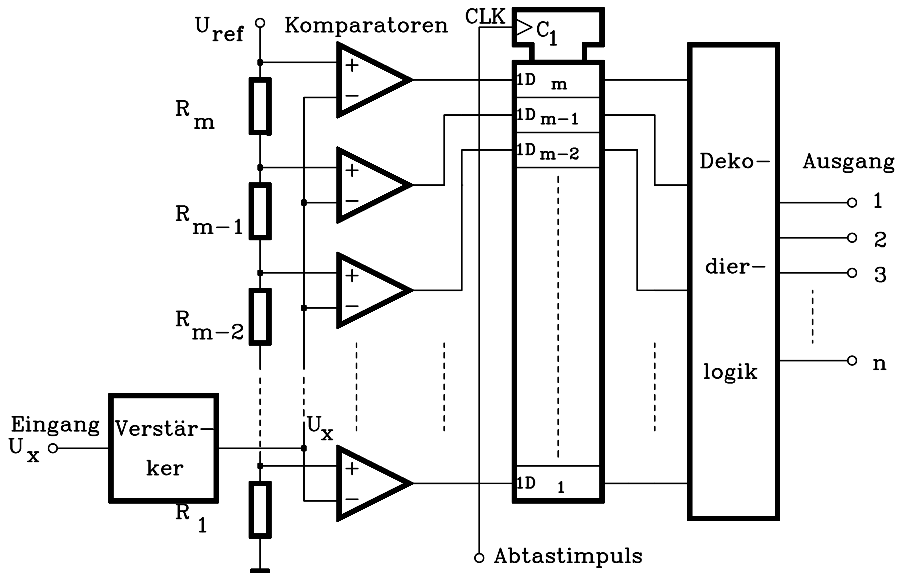 U_ref
Komparatoren
CLK
C_1
+
−
R_m
1D m
1D m−1
1D m−2
+
−
R_m−1
+
−
R_m−2
Deko−
dier−
logik
Ausgang
1
2
3
n
Eingang
U_x
Verstär−
ker
U_x
+
−
R_1
1D 1
Abtastimpuls